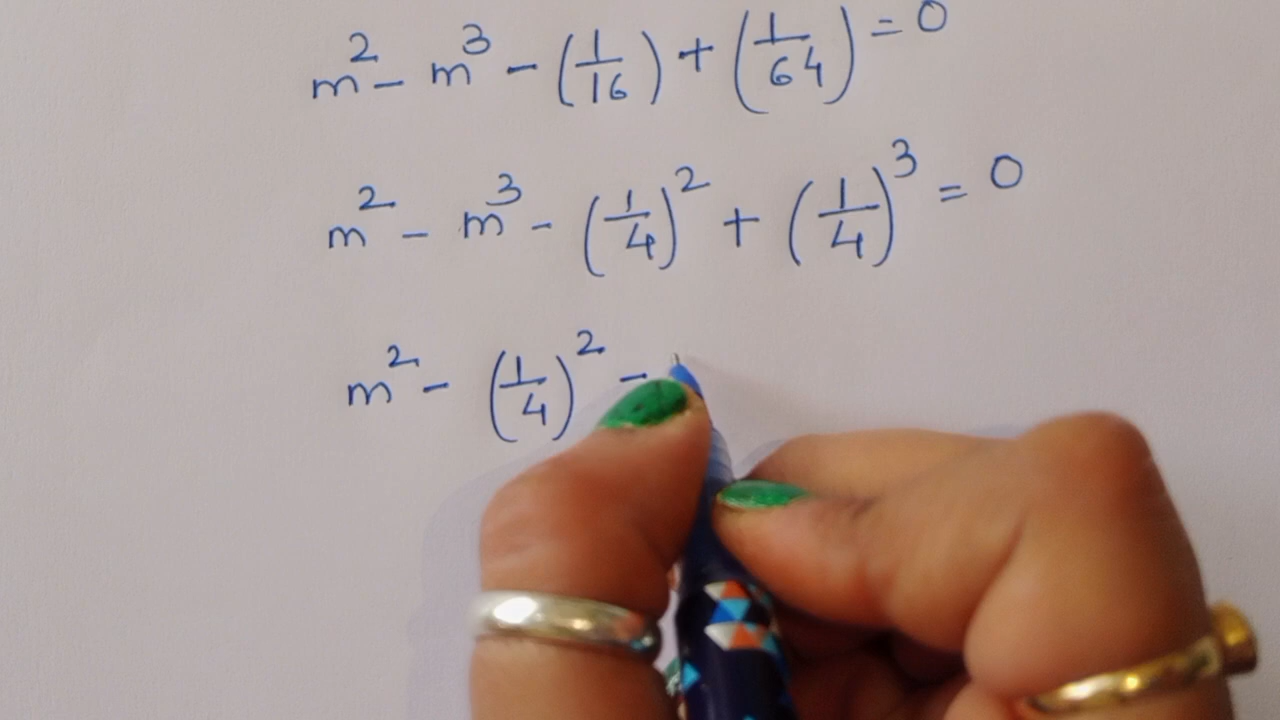 m² - m³ - (1/16) + (1/64) = 0
m² - m³ - (1/4)² + (1/4)³ = 0
m² - (1/4)² -